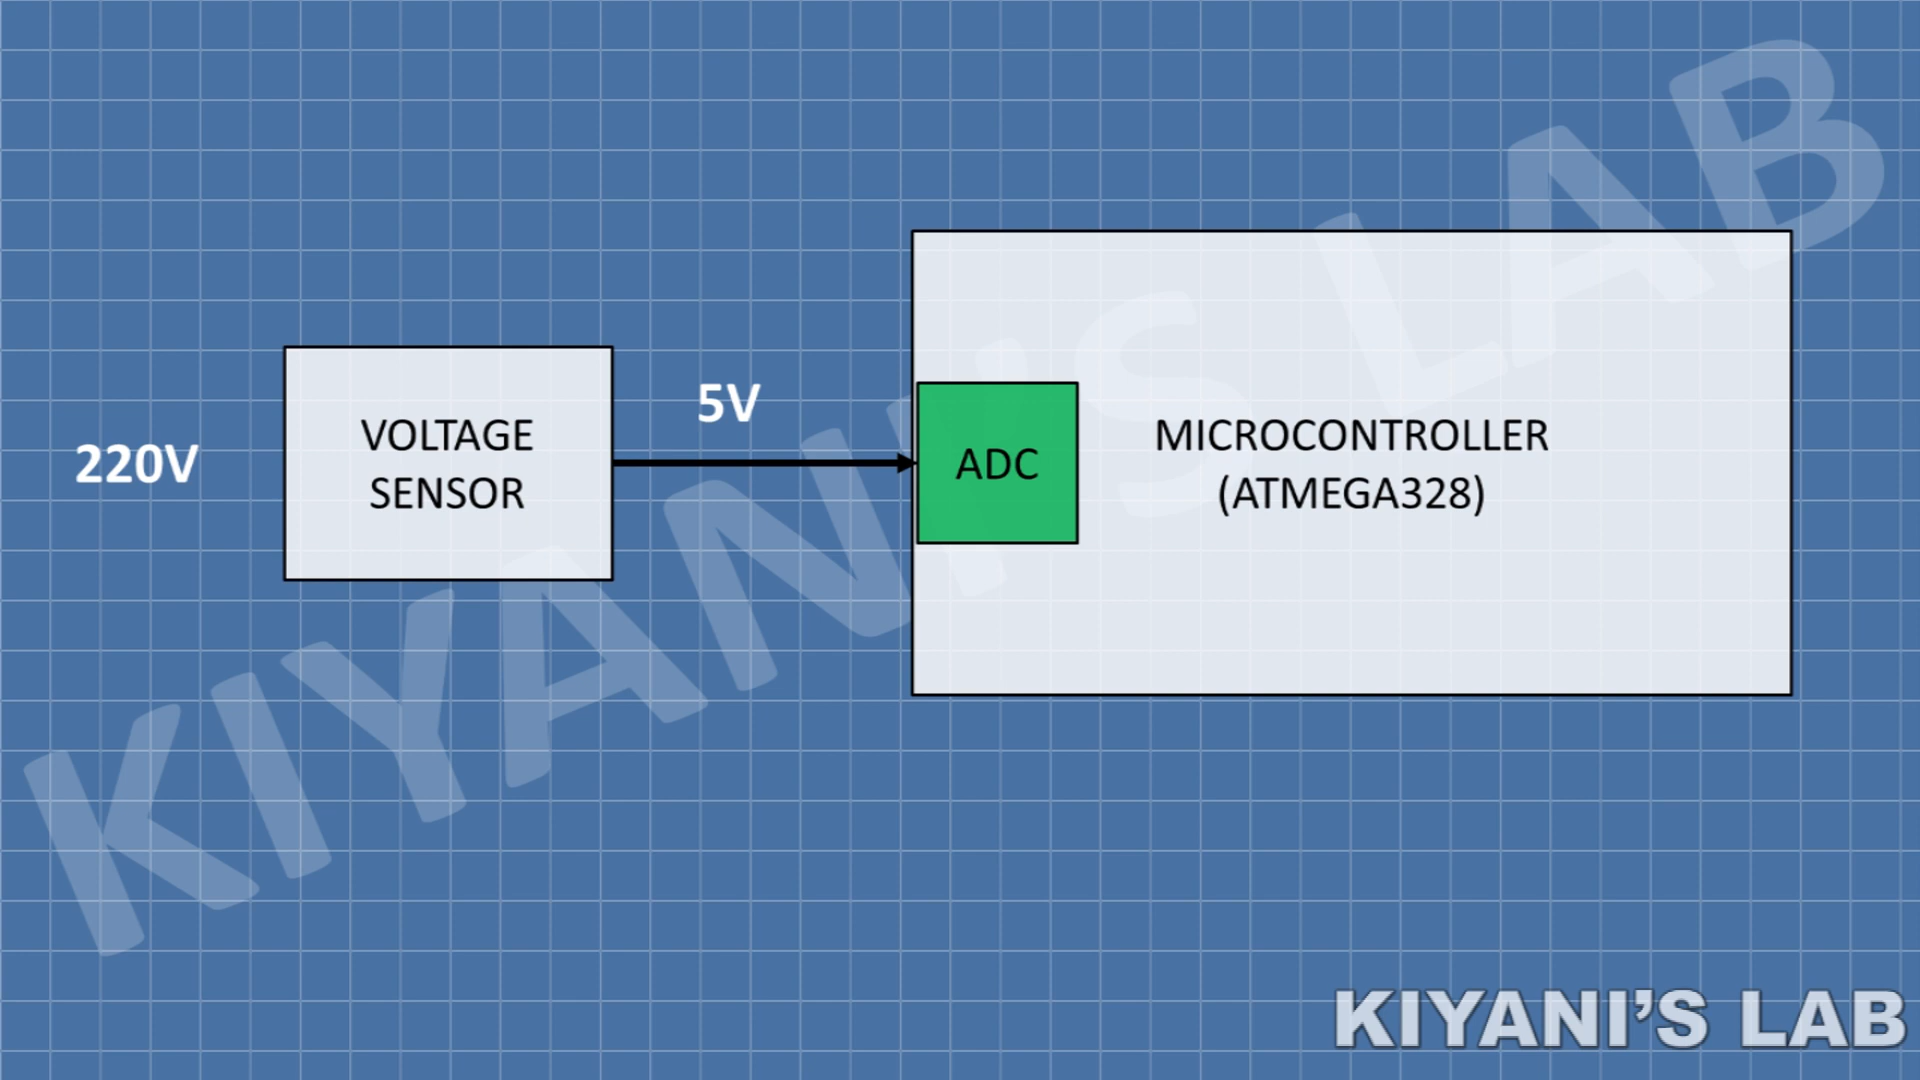 KIYANI'S LAB
220V
VOLTAGE
SENSOR
5V
ADC
MICROCONTROLLER
(ATMEGA328)
KIYANI'S LAB